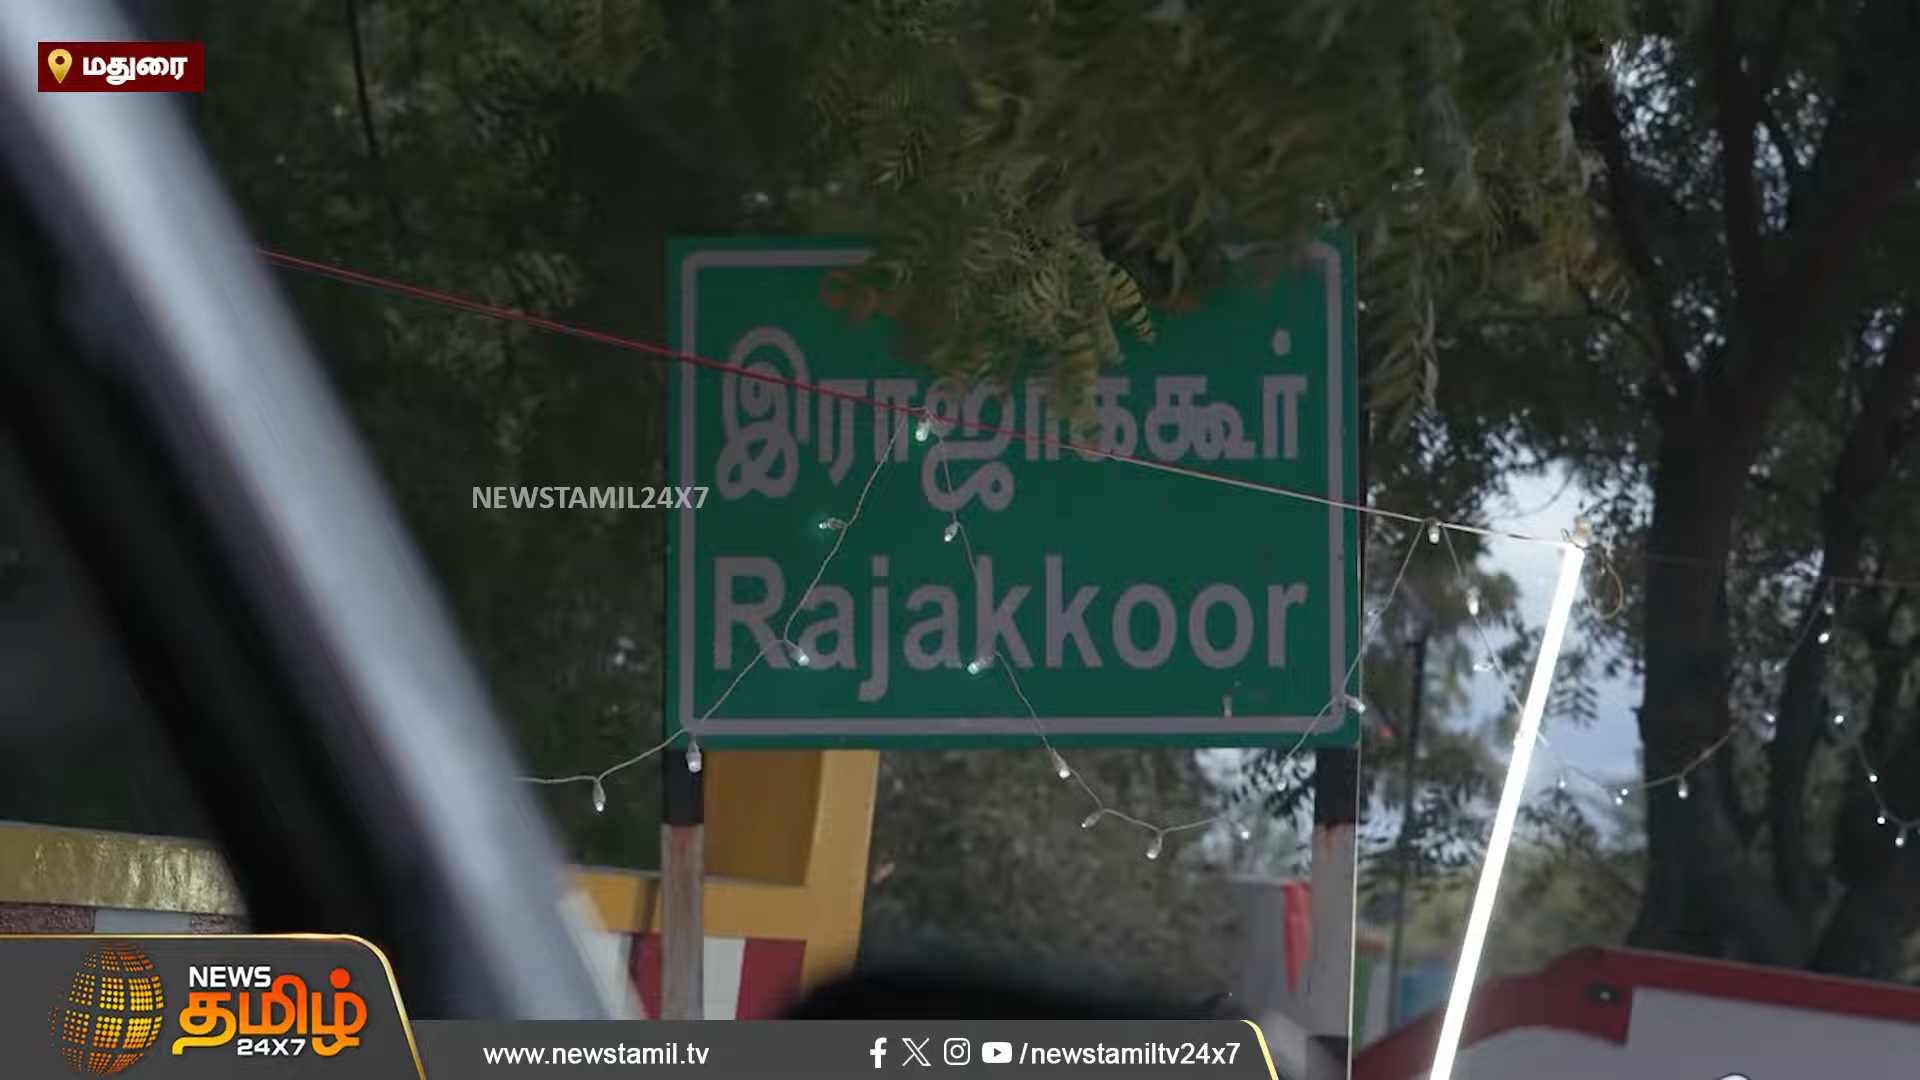 மதுரை
இராஜாக்கூர்
NEWSTAMIL24X7
Rajakkoor
NEWS
தமிழ்
24X7
www.newstamil.tv
/newstamiltv24x7